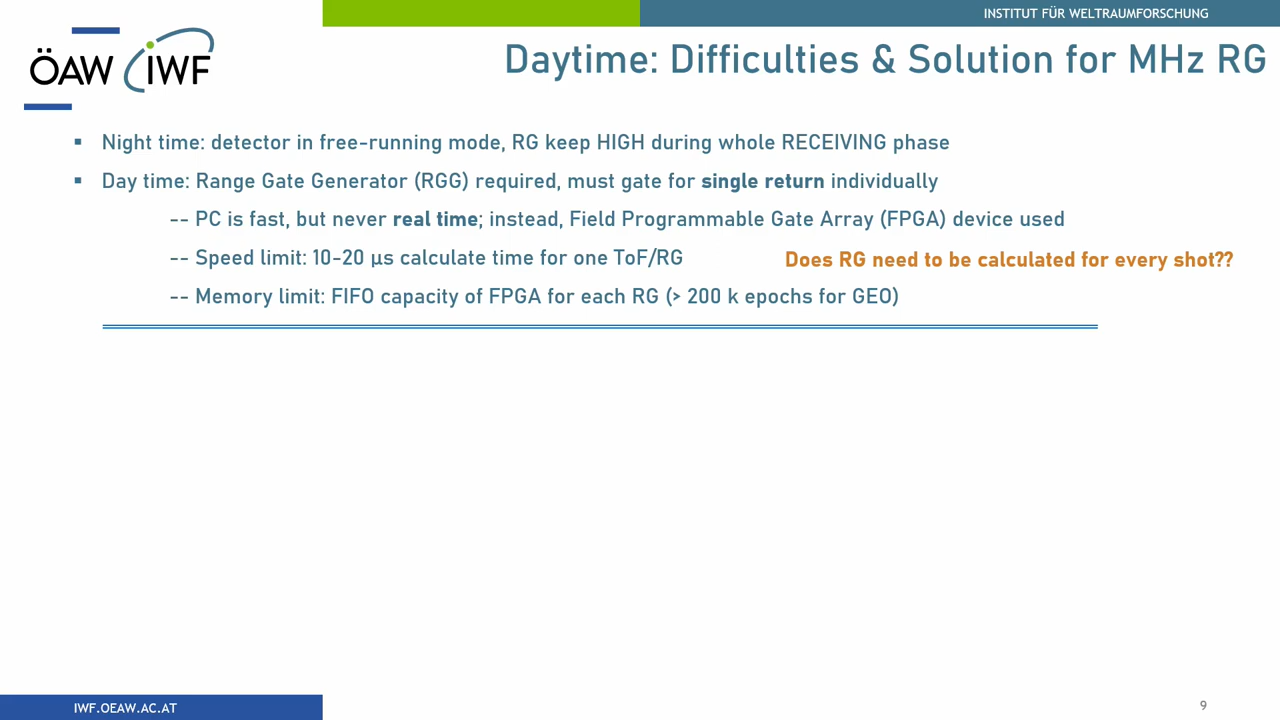 INSTITUT FÜR WELTRAUMFORSCHUNG
ÖAW IWF
Daytime: Difficulties & Solution for MHz RG
▪ Night time: detector in free-running mode, RG keep HIGH during whole RECEIVING phase
▪ Day time: Range Gate Generator (RGG) required, must gate for single return individually
-- PC is fast, but never real time; instead, Field Programmable Gate Array (FPGA) device used
-- Speed limit: 10-20 µs calculate time for one ToF/RG
Does RG need to be calculated for every shot??
-- Memory limit: FIFO capacity of FPGA for each RG (> 200 k epochs for GEO)
IWF.OEAW.AC.AT
9